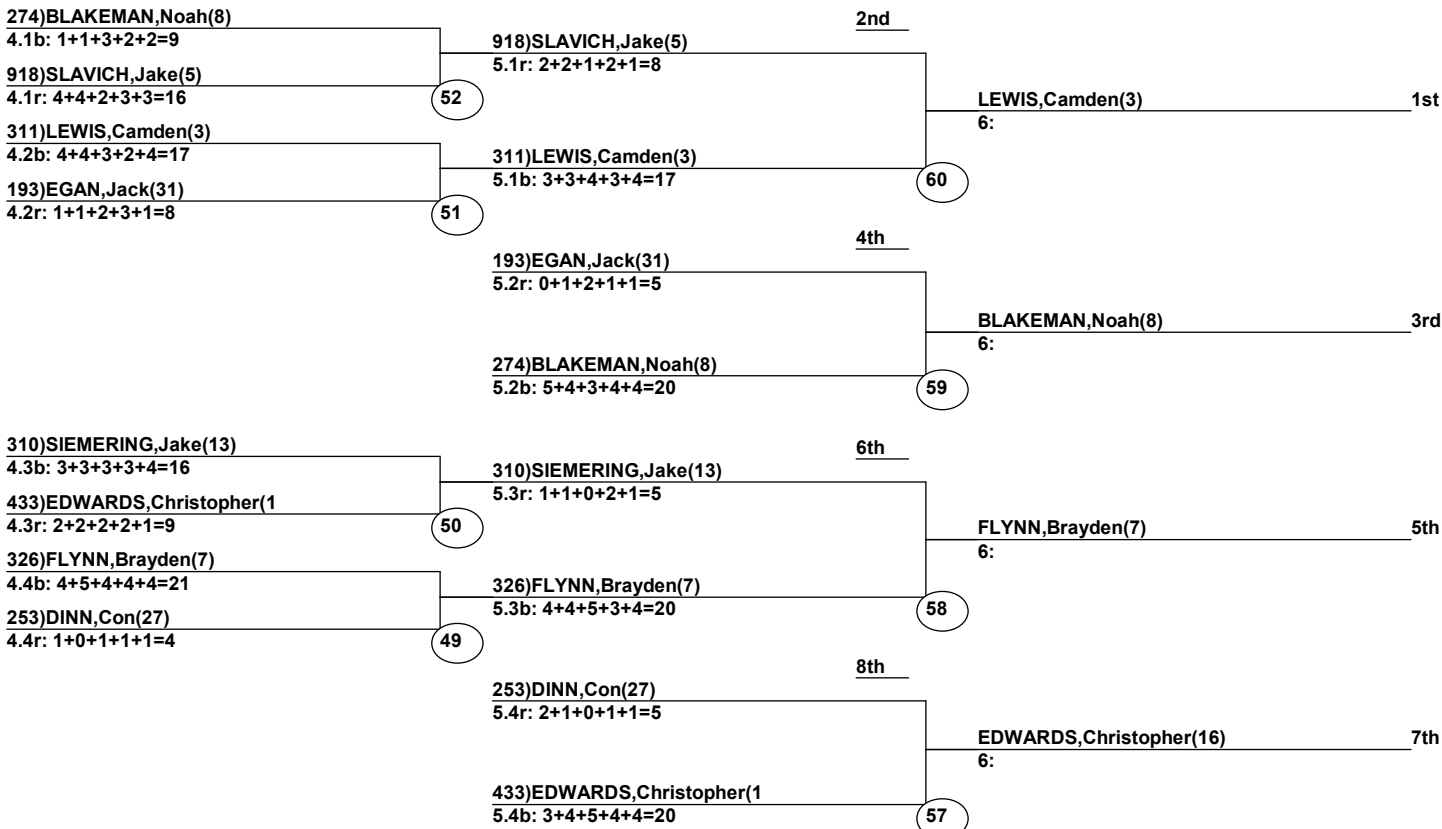 274)BLAKEMAN,Noah(8)
4.1b: 1+1+3+2+2=9
918)SLAVICH,Jake(5)
4.1r: 4+4+2+3+3=16
52
311)LEWIS,Camden(3)
4.2b: 4+4+3+2+4=17
193)EGAN,Jack(31)
4.2r: 1+1+2+3+1=8
51
2nd
918)SLAVICH,Jake(5)
5.1r: 2+2+1+2+1=8
311)LEWIS,Camden(3)
5.1b: 3+3+4+3+4=17
60
LEWIS,Camden(3) 1st
6:
4th
193)EGAN,Jack(31)
5.2r: 0+1+2+1+1=5
274)BLAKEMAN,Noah(8)
5.2b: 5+4+3+4+4=20
59
BLAKEMAN,Noah(8) 3rd
6:
310)SIEMERING,Jake(13)
4.3b: 3+3+3+3+4=16
433)EDWARDS,Christopher(1
4.3r: 2+2+2+2+1=9
50
326)FLYNN,Brayden(7)
4.4b: 4+5+4+4+4=21
253)DINN,Con(27)
4.4r: 1+0+1+1+1=4
49
6th
310)SIEMERING,Jake(13)
5.3r: 1+1+0+2+1=5
326)FLYNN,Brayden(7)
5.3b: 4+4+5+3+4=20
58
FLYNN,Brayden(7) 5th
6:
8th
253)DINN,Con(27)
5.4r: 2+1+0+1+1=5
433)EDWARDS,Christopher(1
5.4b: 3+4+5+4+4=20
57
EDWARDS,Christopher(16) 7th
6: